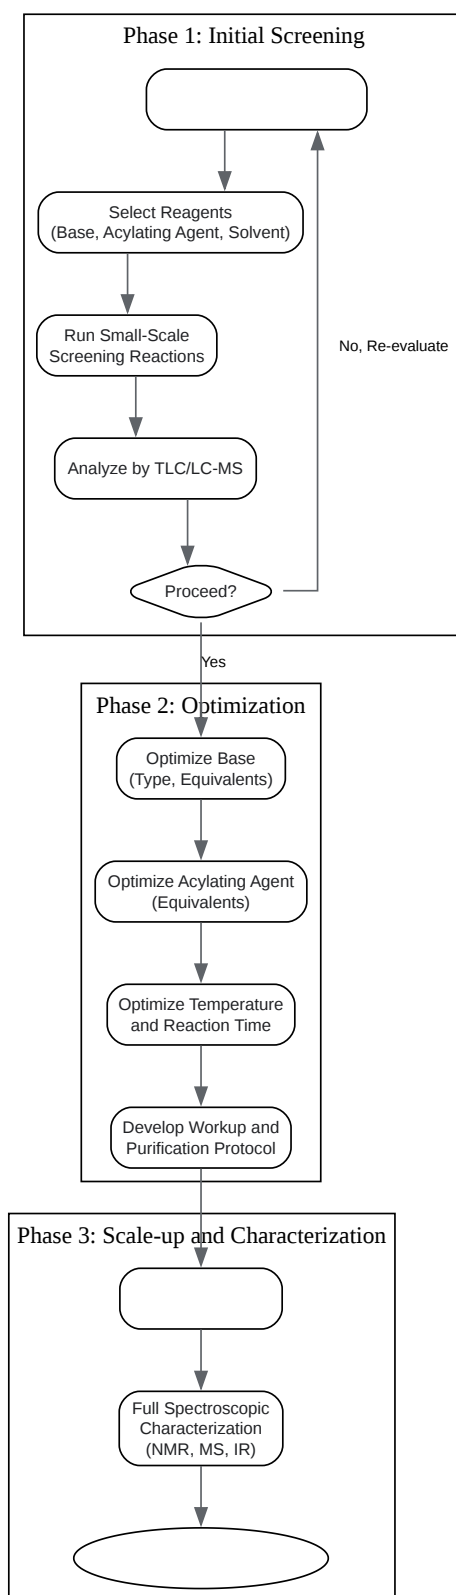 Phase 1: Initial Screening
Select Reagents
(Base, Acylating Agent, Solvent)
Run Small-Scale
Screening Reactions
No, Re-evaluate
Analyze by TLC/LC-MS
Proceed?
Yes
Phase 2: Optimization
Optimize Base
(Type, Equivalents)
Optimize Acylating Agent
(Equivalents)
Optimize Temperature
and Reaction Time
Develop Workup and
Purification Protocol
Phase 3: Scale-up and Characterization
Full Spectroscopic
Characterization
(NMR, MS, IR)